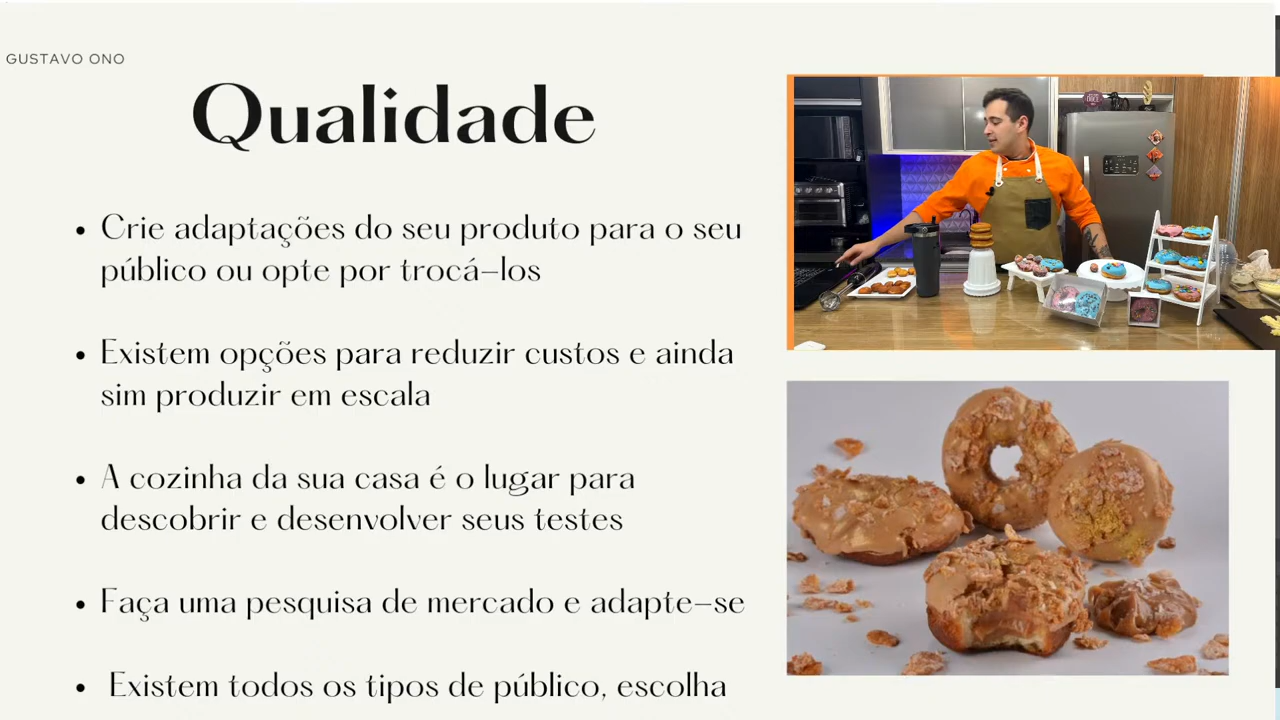 GUSTAVO ONO
Qualidade
• Crie adaptações do seu produto para o seu
público ou opte por trocá-los
• Existem opções para reduzir custos e ainda
sim produzir em escala
• A cozinha da sua casa é o lugar para
descobrir e desenvolver seus testes
• Faça uma pesquisa de mercado e adapte-se
• Existem todos os tipos de público, escolha